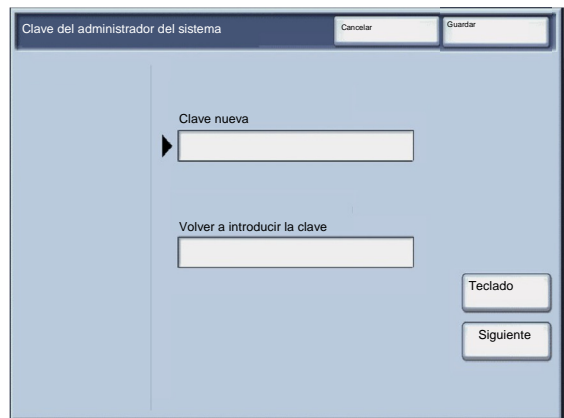 Clave del administrador del sistema
Cancelar
Guardar
Clave nueva
Volver a introducir la clave
Teclado
Siguiente